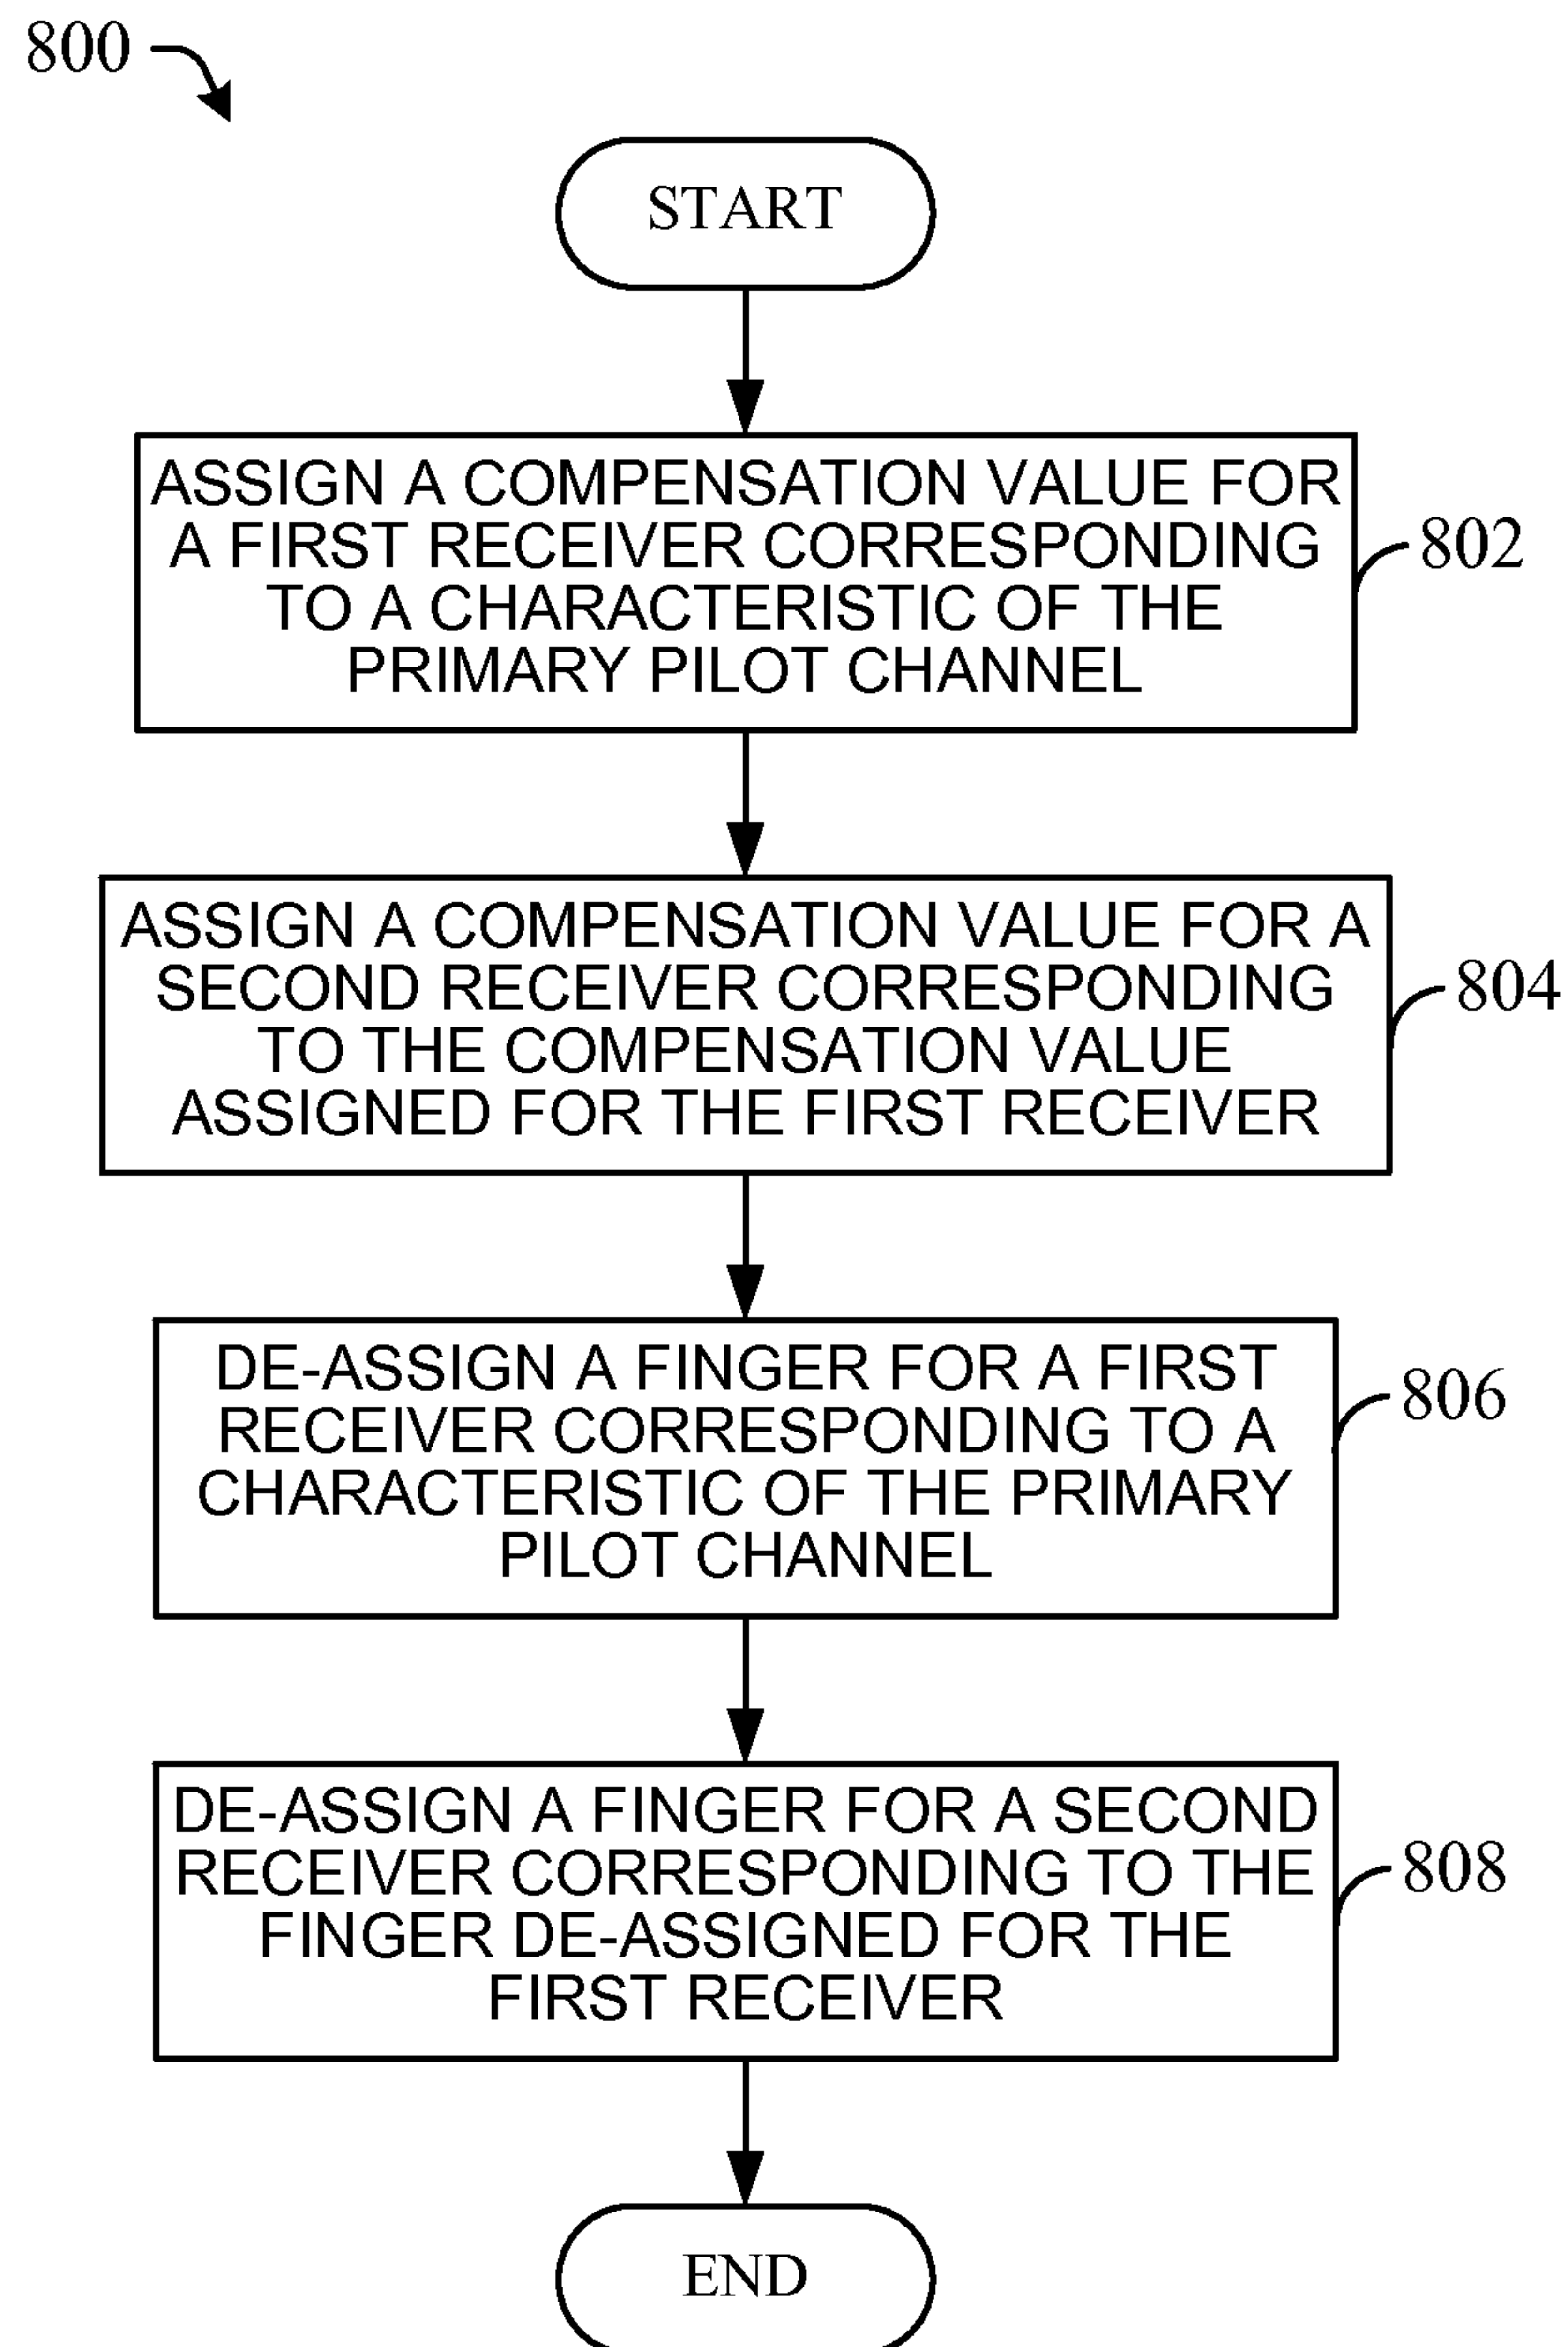 800
START
ASSIGN A COMPENSATION VALUE FOR
A FIRST RECEIVER CORRESPONDING
TO A CHARACTERISTIC OF THE
PRIMARY PILOT CHANNEL
802
ASSIGN A COMPENSATION VALUE FOR A
SECOND RECEIVER CORRESPONDING
TO THE COMPENSATION VALUE
ASSIGNED FOR THE FIRST RECEIVER
804
DE-ASSIGN A FINGER FOR A FIRST
RECEIVER CORRESPONDING TO A
CHARACTERISTIC OF THE PRIMARY
PILOT CHANNEL
806
DE-ASSIGN A FINGER FOR A SECOND
RECEIVER CORRESPONDING TO THE
FINGER DE-ASSIGNED FOR THE
FIRST RECEIVER
808
END